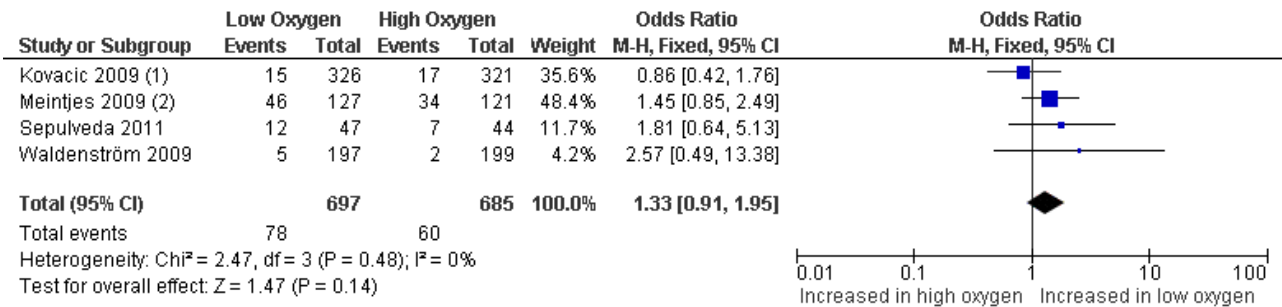 Low Oxygen High Oxygen Odds Ratio Odds Ratio
Study or Subgroup Events Total Events Total Weight M-H, Fixed, 95% CI M-H, Fixed, 95% CI
Kovacic 2009 (1) 15 326 17 321 35.6% 0.86 [0.42, 1.76]
Meintjes 2009 (2) 46 127 34 121 48.4% 1.45 [0.85, 2.49]
Sepulveda 2011 12 47 7 44 11.7% 1.81 [0.64, 5.13]
Waldenström 2009 5 197 2 199 4.2% 2.57 [0.49, 13.38]
Total (95% CI) 697 685 100.0% 1.33 [0.91, 1.95]
Total events 78 60
Heterogeneity: Chi² = 2.47, df = 3 (P = 0.48); I² = 0%
Test for overall effect: Z = 1.47 (P = 0.14)
0.01 0.1 1 10 100
Increased in high oxygen Increased in low oxygen